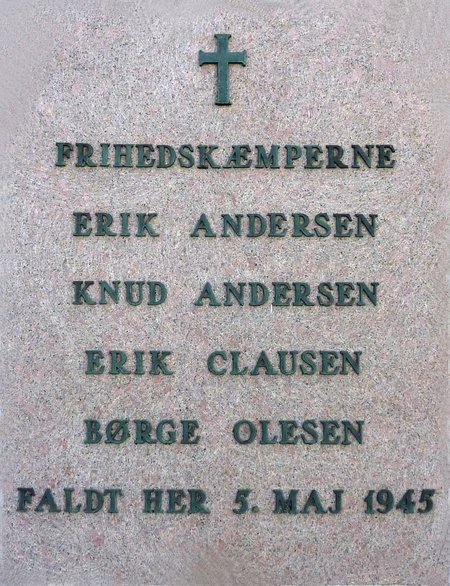 FRIHEDSKÆMPERNE
ERIK ANDERSEN
KNUD ANDERSEN
ERIK CLAUSEN
BØRGE OLESEN
FALDT HER 5. MAJ 1945